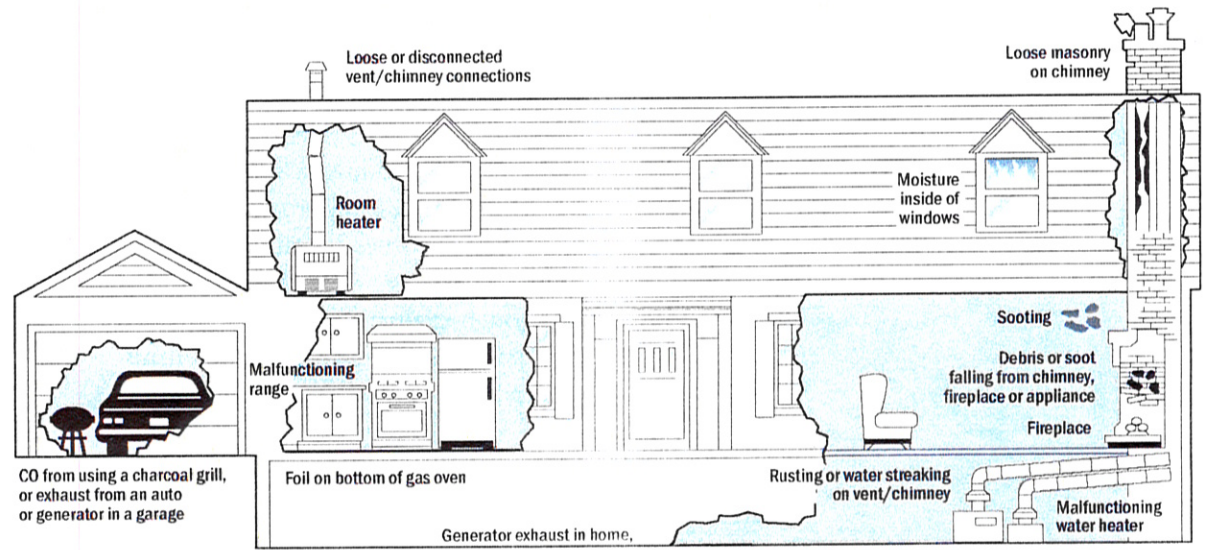 Loose or disconnected
vent/chimney connections
Loose masonry
on chimney
Room
heater
Moisture
inside of
windows
Sooting
Malfunctioning
range
Debris or soot
falling from chimney,
fireplace or appliance
Fireplace
CO from using a charcoal grill,
or exhaust from an auto
or generator in a garage
Foil on bottom of gas oven
Rusting or water streaking
on vent/chimney
Malfunctioning
water heater
Generator exhaust in home,